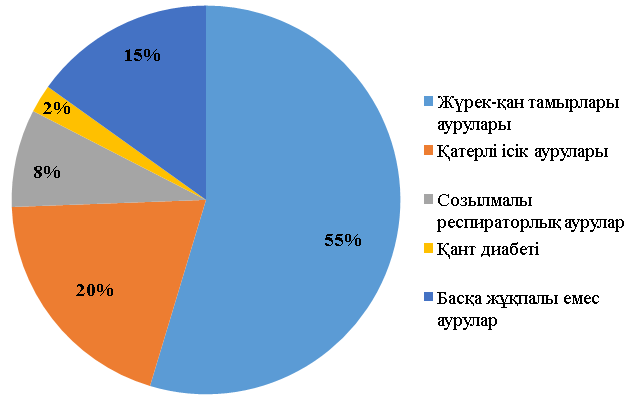 15%
2%
8%
55%
20%
Жүрек-қан тамырлары
аурулары
Қатерлі ісік аурулары
Созылмалы
респираторлық аурулар
Қант диабеті
Басқа жұқпалы емес
аурулар